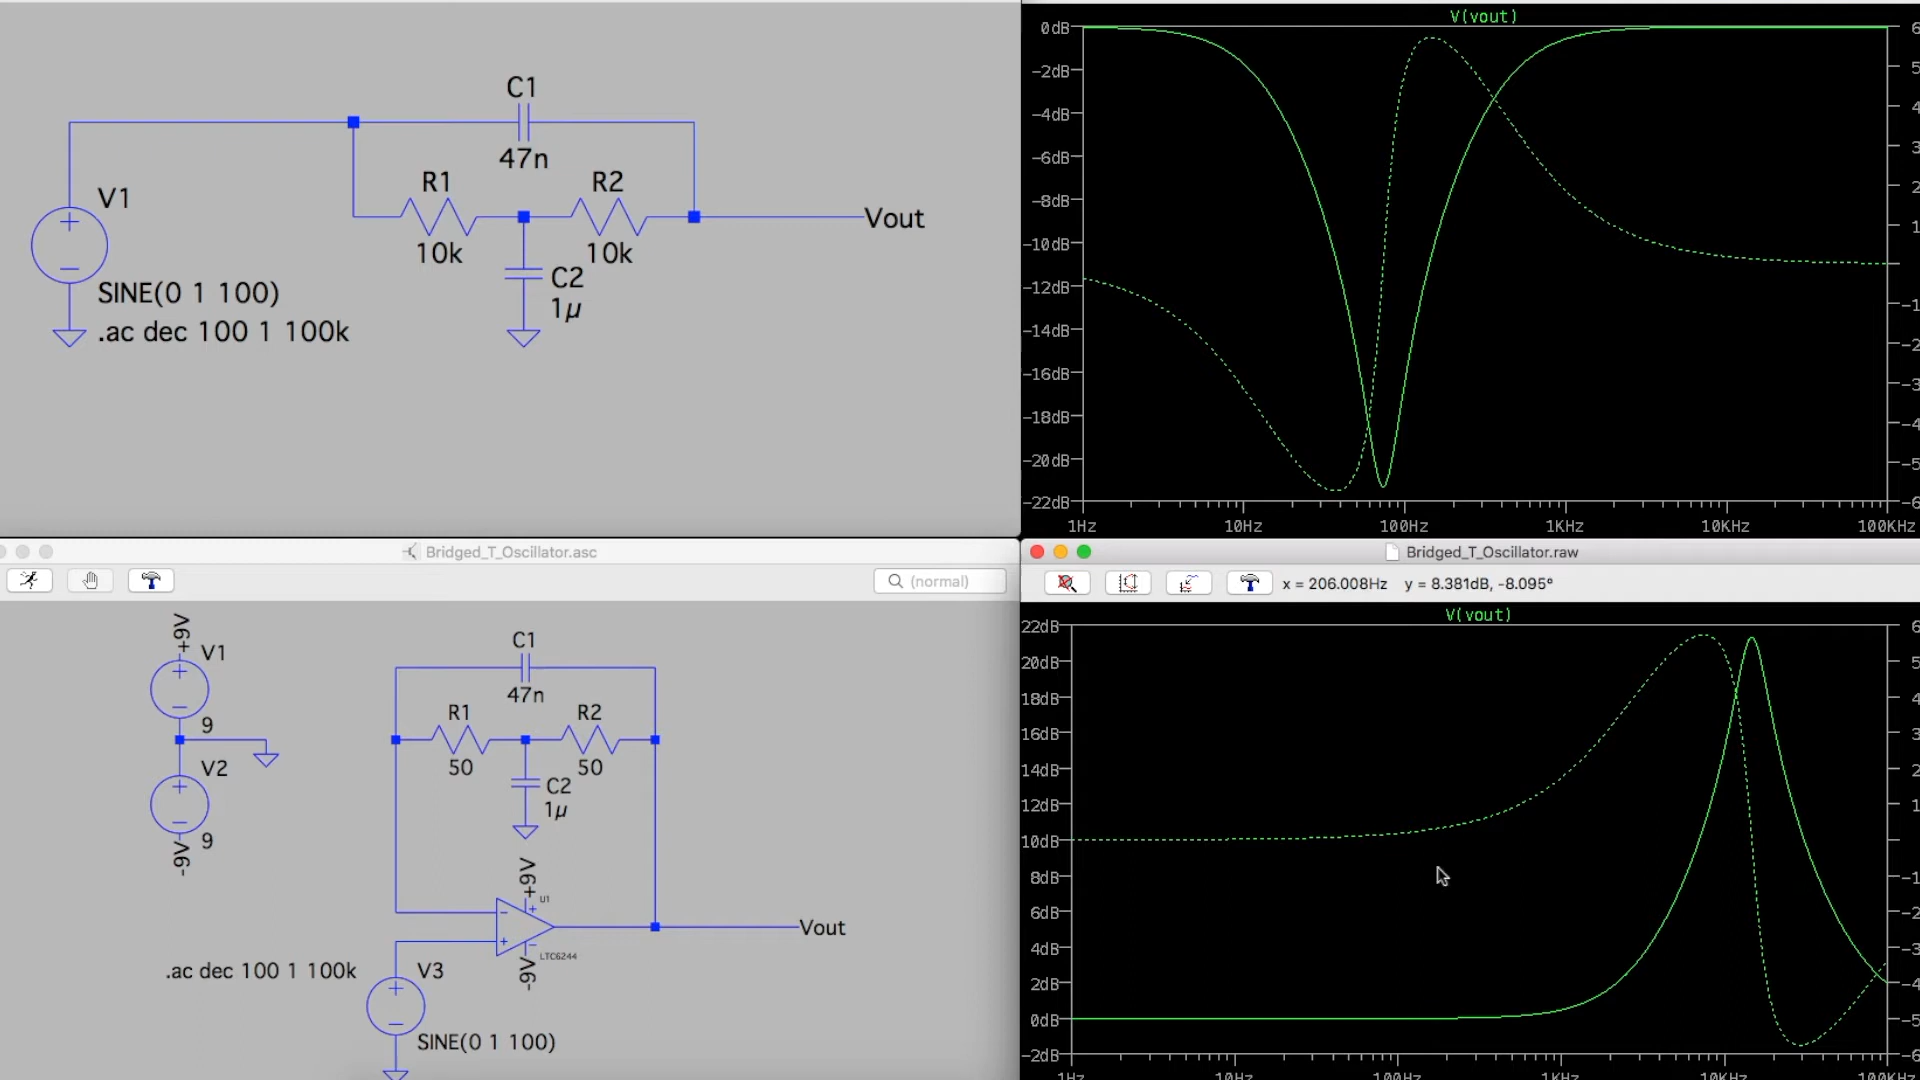 C1
47n
R1
R2
10k
10k
V1
C2
1µ
Vout
SINE(0 1 100)
.ac dec 100 1 100k
V(vout)
0dB
-2dB
-4dB
-6dB
-8dB
-10dB
-12dB
-14dB
-16dB
-18dB
-20dB
-22dB
1Hz
10Hz
100Hz
1KHz
10KHz
100KHz
Bridged_T_Oscillator.asc
(normal)
+9V
V1
9
V2
9
-9V
C1
47n
R1
R2
50
50
C2
1µ
+9V
U1
LTC6244
-9V
Vout
.ac dec 100 1 100k
V3
SINE(0 1 100)
Bridged_T_Oscillator.raw
x = 206.008Hz y = 8.381dB, -8.095°
V(vout)
22dB
20dB
18dB
16dB
14dB
12dB
10dB
8dB
6dB
4dB
2dB
0dB
-2dB